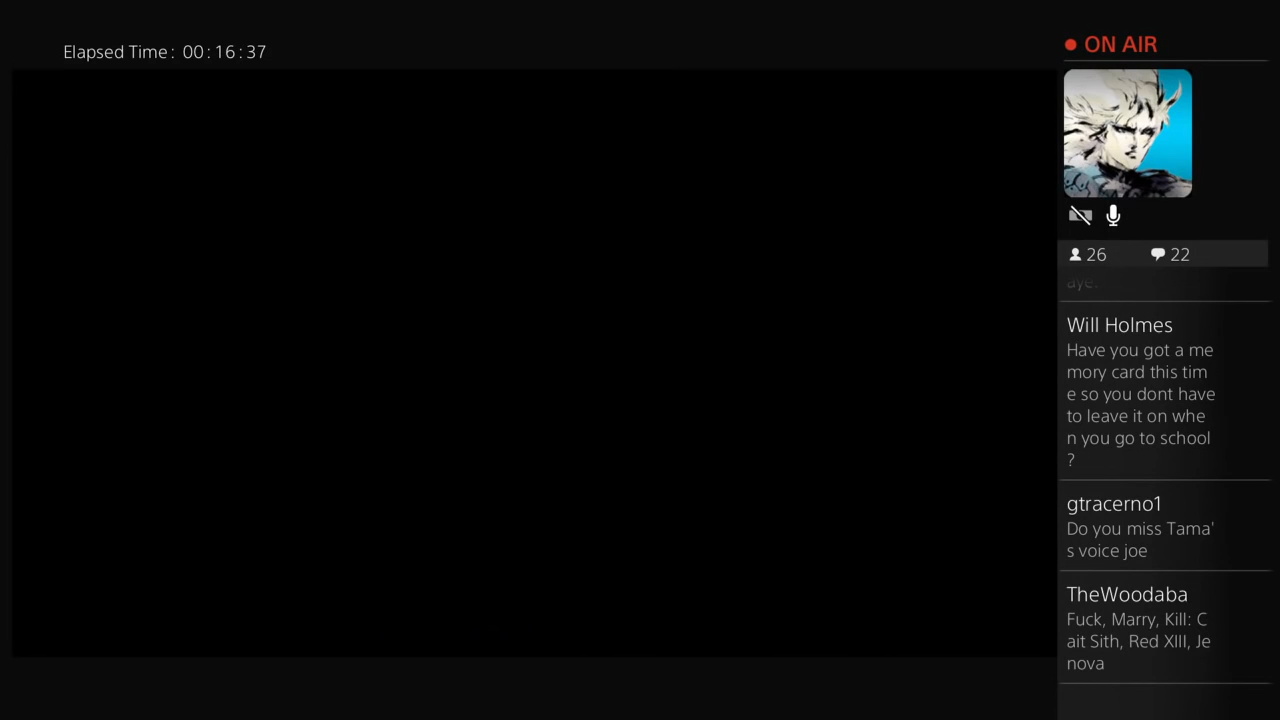 Elapsed Time: 00:16:37
ON AIR
26 22
aye.
Will Holmes
Have you got a me
mory card this tim
e so you dont have
to leave it on whe
n you go to school
?
gtracerno1
Do you miss Tama'
s voice joe
TheWoodaba
Fuck, Marry, Kill: C
ait Sith, Red XIII, Je
nova